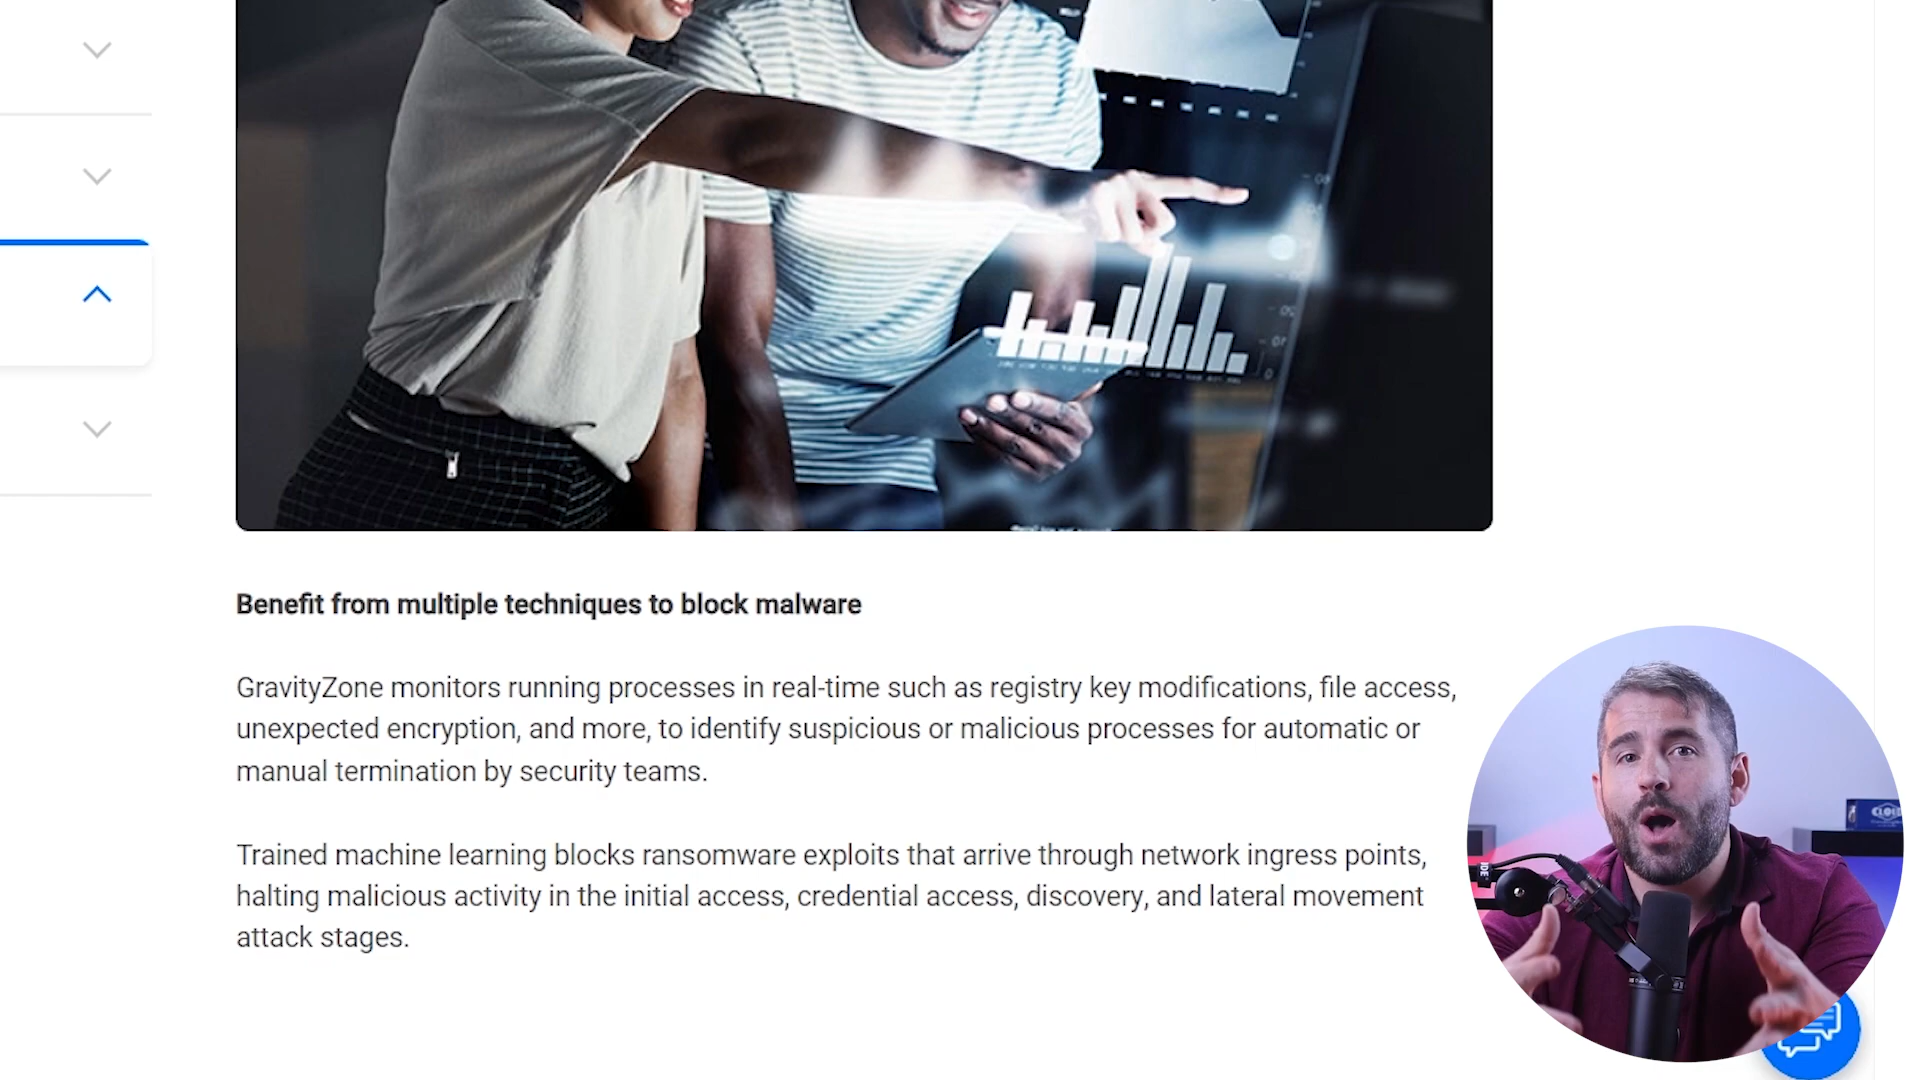 Benefit from multiple techniques to block malware
GravityZone monitors running processes in real-time such as registry key modifications, file access,
unexpected encryption, and more, to identify suspicious or malicious processes for automatic or
manual termination by security teams.
Trained machine learning blocks ransomware exploits that arrive through network ingress points,
halting malicious activity in the initial access, credential access, discovery, and lateral movement
attack stages.